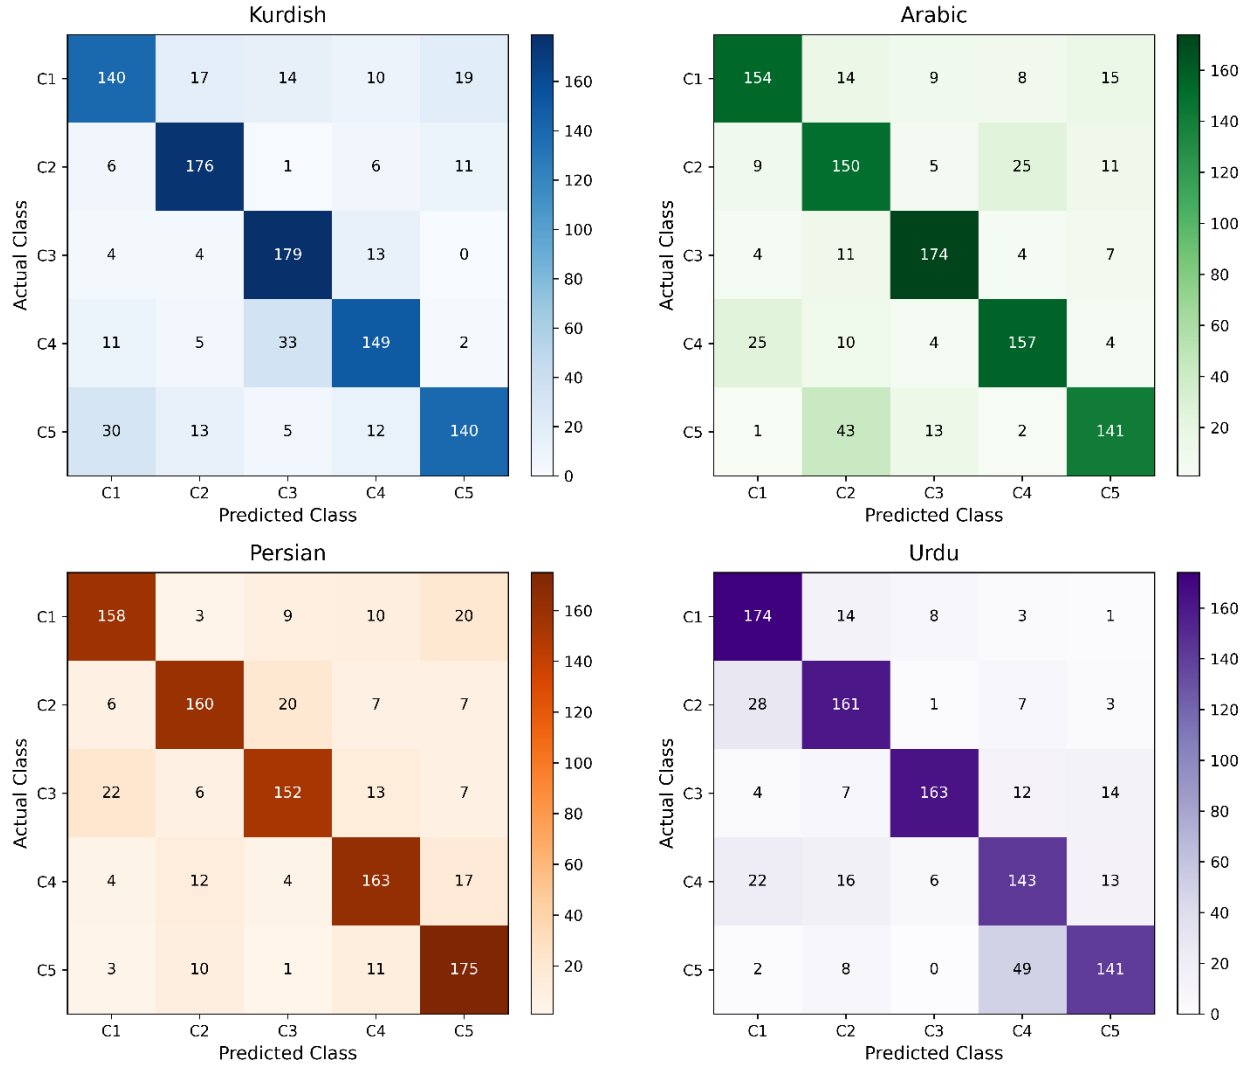 Kurdish
C1 140 17 14 10 19
C2 6 176 1 6 11
C3 4 4 179 13 0
C4 11 5 33 149 2
C5 30 13 5 12 140
C1 C2 C3 C4 C5
Predicted Class
Actual Class
160
140
120
100
80
60
40
20
0
Arabic
C1 154 14 9 8 15
C2 9 150 5 25 11
C3 4 11 174 4 7
C4 25 10 4 157 4
C5 1 43 13 2 141
C1 C2 C3 C4 C5
Predicted Class
Actual Class
160
140
120
100
80
60
40
20
Persian
C1 158 3 9 10 20
C2 6 160 20 7 7
C3 22 6 152 13 7
C4 4 12 4 163 17
C5 3 10 1 11 175
C1 C2 C3 C4 C5
Predicted Class
Actual Class
160
140
120
100
80
60
40
20
Urdu
C1 174 14 8 3 1
C2 28 161 1 7 3
C3 4 7 163 12 14
C4 22 16 6 143 13
C5 2 8 0 49 141
C1 C2 C3 C4 C5
Predicted Class
Actual Class
160
140
120
100
80
60
40
20
0